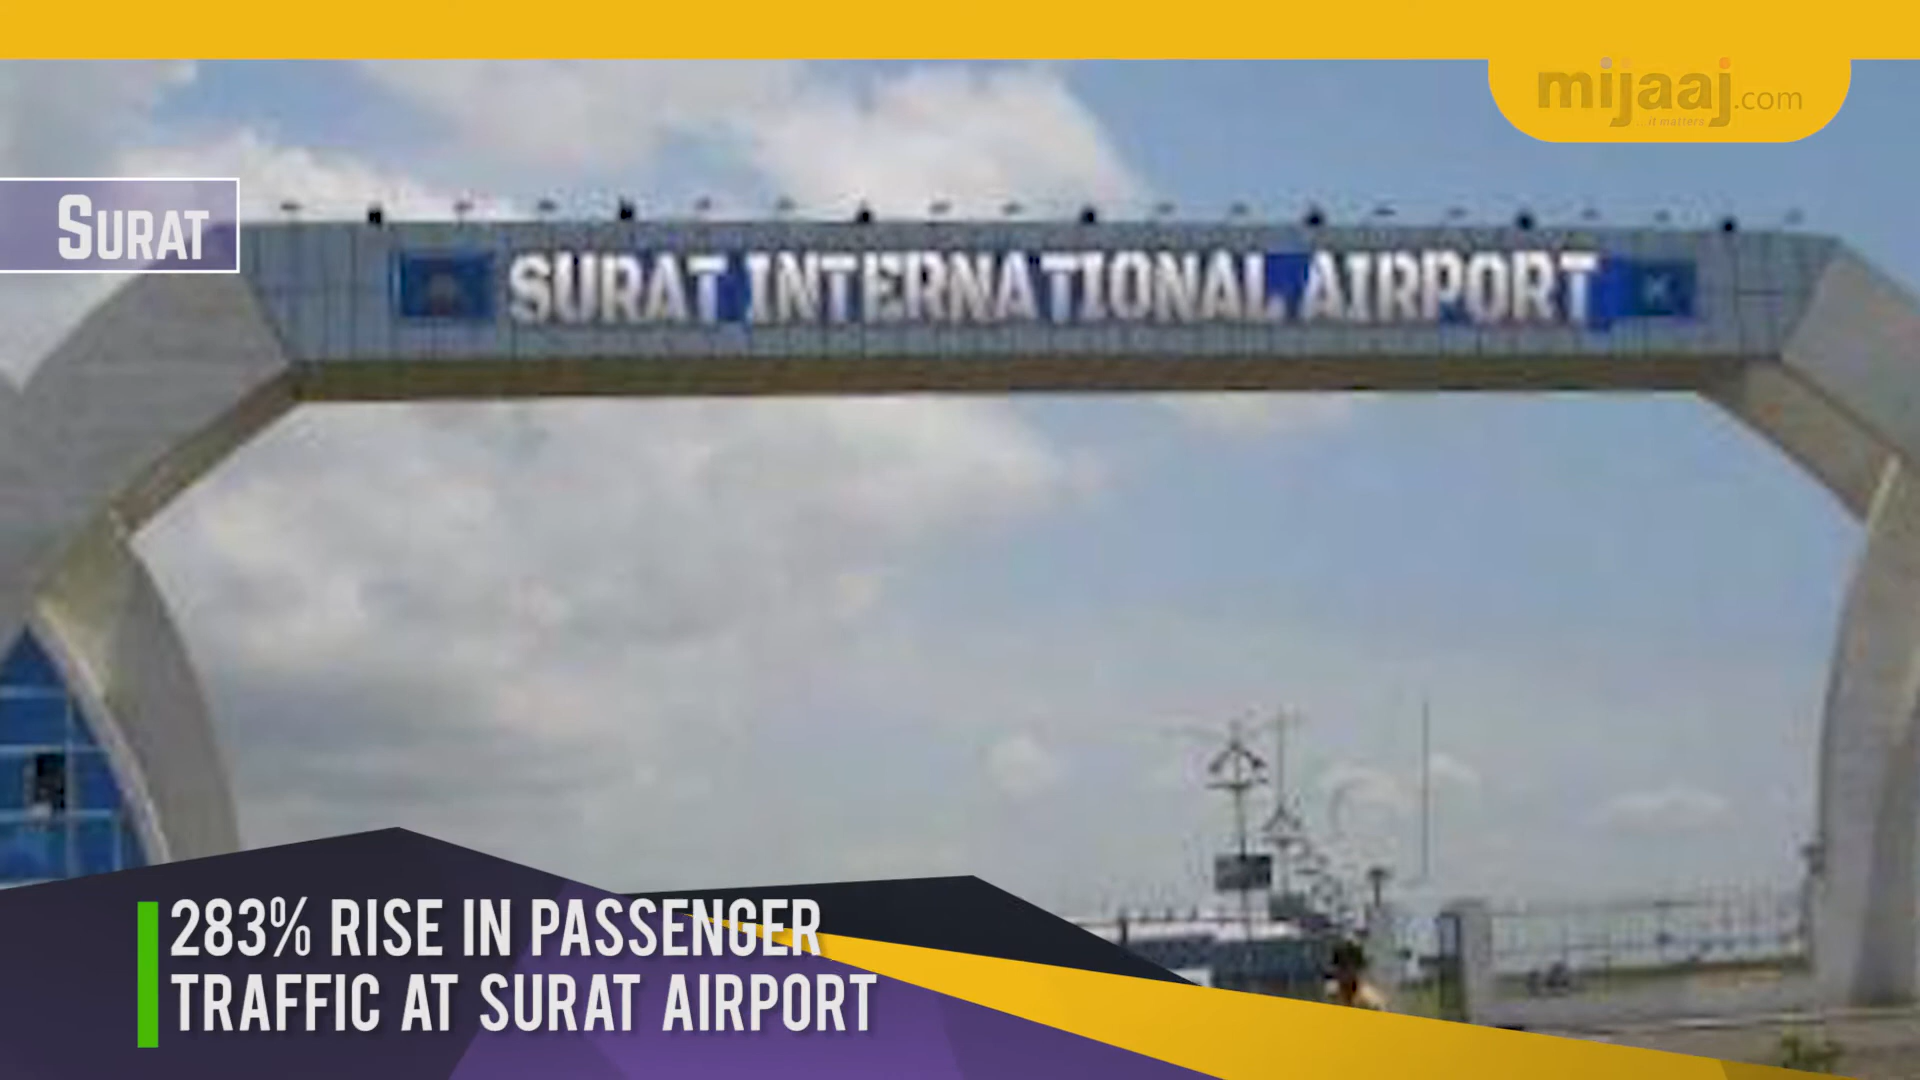 mijaaj.com
...it matters
SURAT
SURAT INTERNATIONAL AIRPORT
283% RISE IN PASSENGER
TRAFFIC AT SURAT AIRPORT